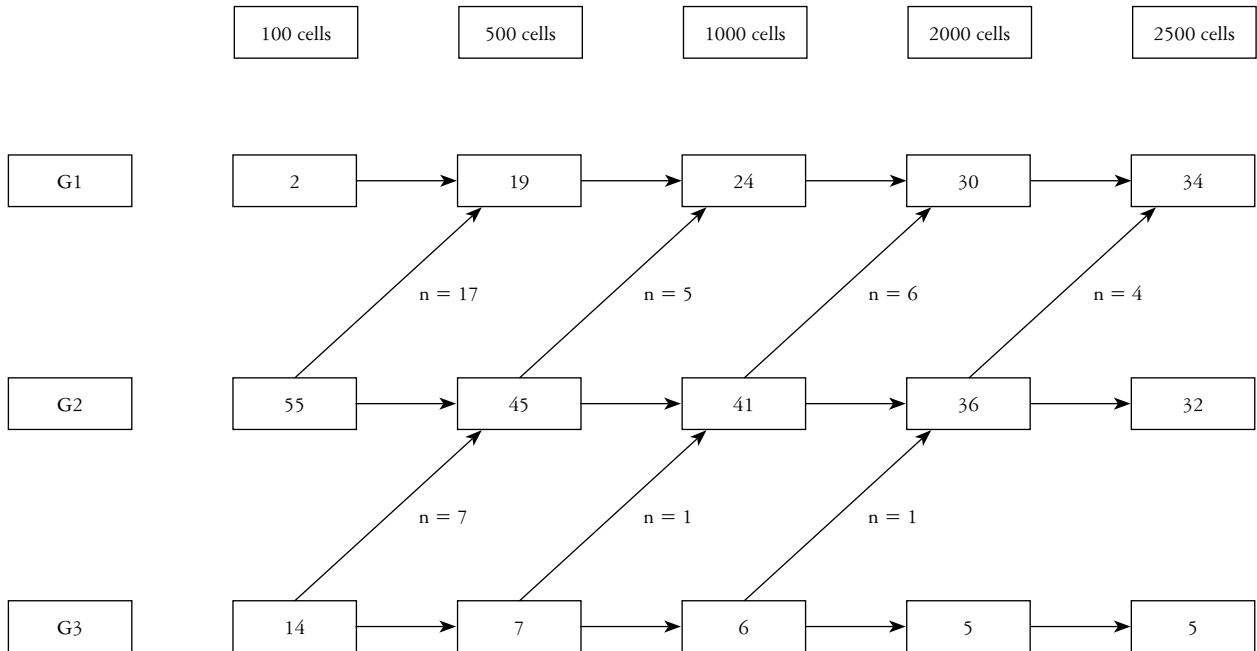 100 cells 500 cells 1000 cells 2000 cells 2500 cells
G1 2 19 24 30 34
n = 17 n = 5 n = 6 n = 4
G2 55 45 41 36 32
n = 7 n = 1 n = 1
G3 14 7 6 5 5